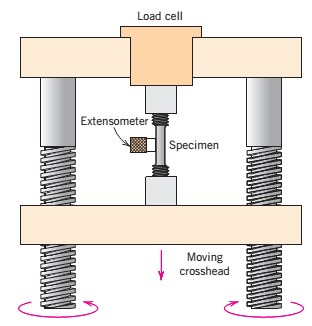 Load cell
Extensometer
Specimen
Moving
crosshead